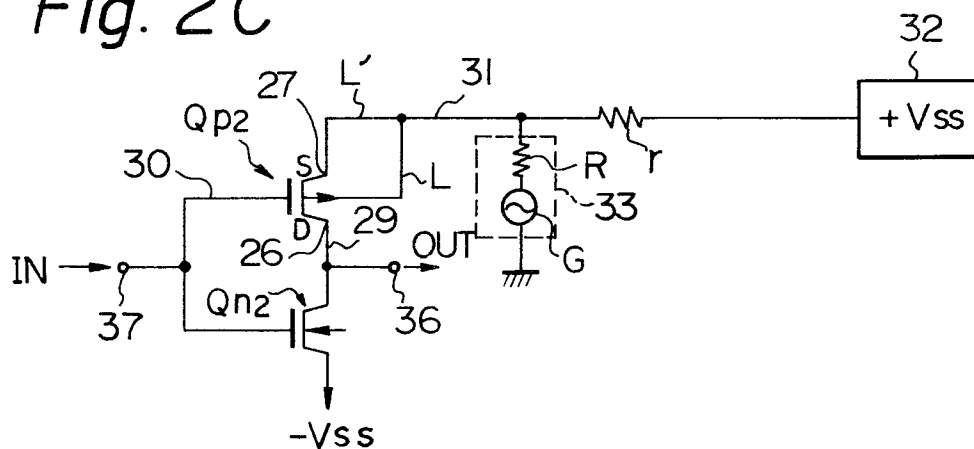 Fig. 2C
32
L′ 31
27
+Vss
Qp2
r
R
S
30
L
33
D
29
26
OUT
G
IN
Qn2
37
36
-Vss